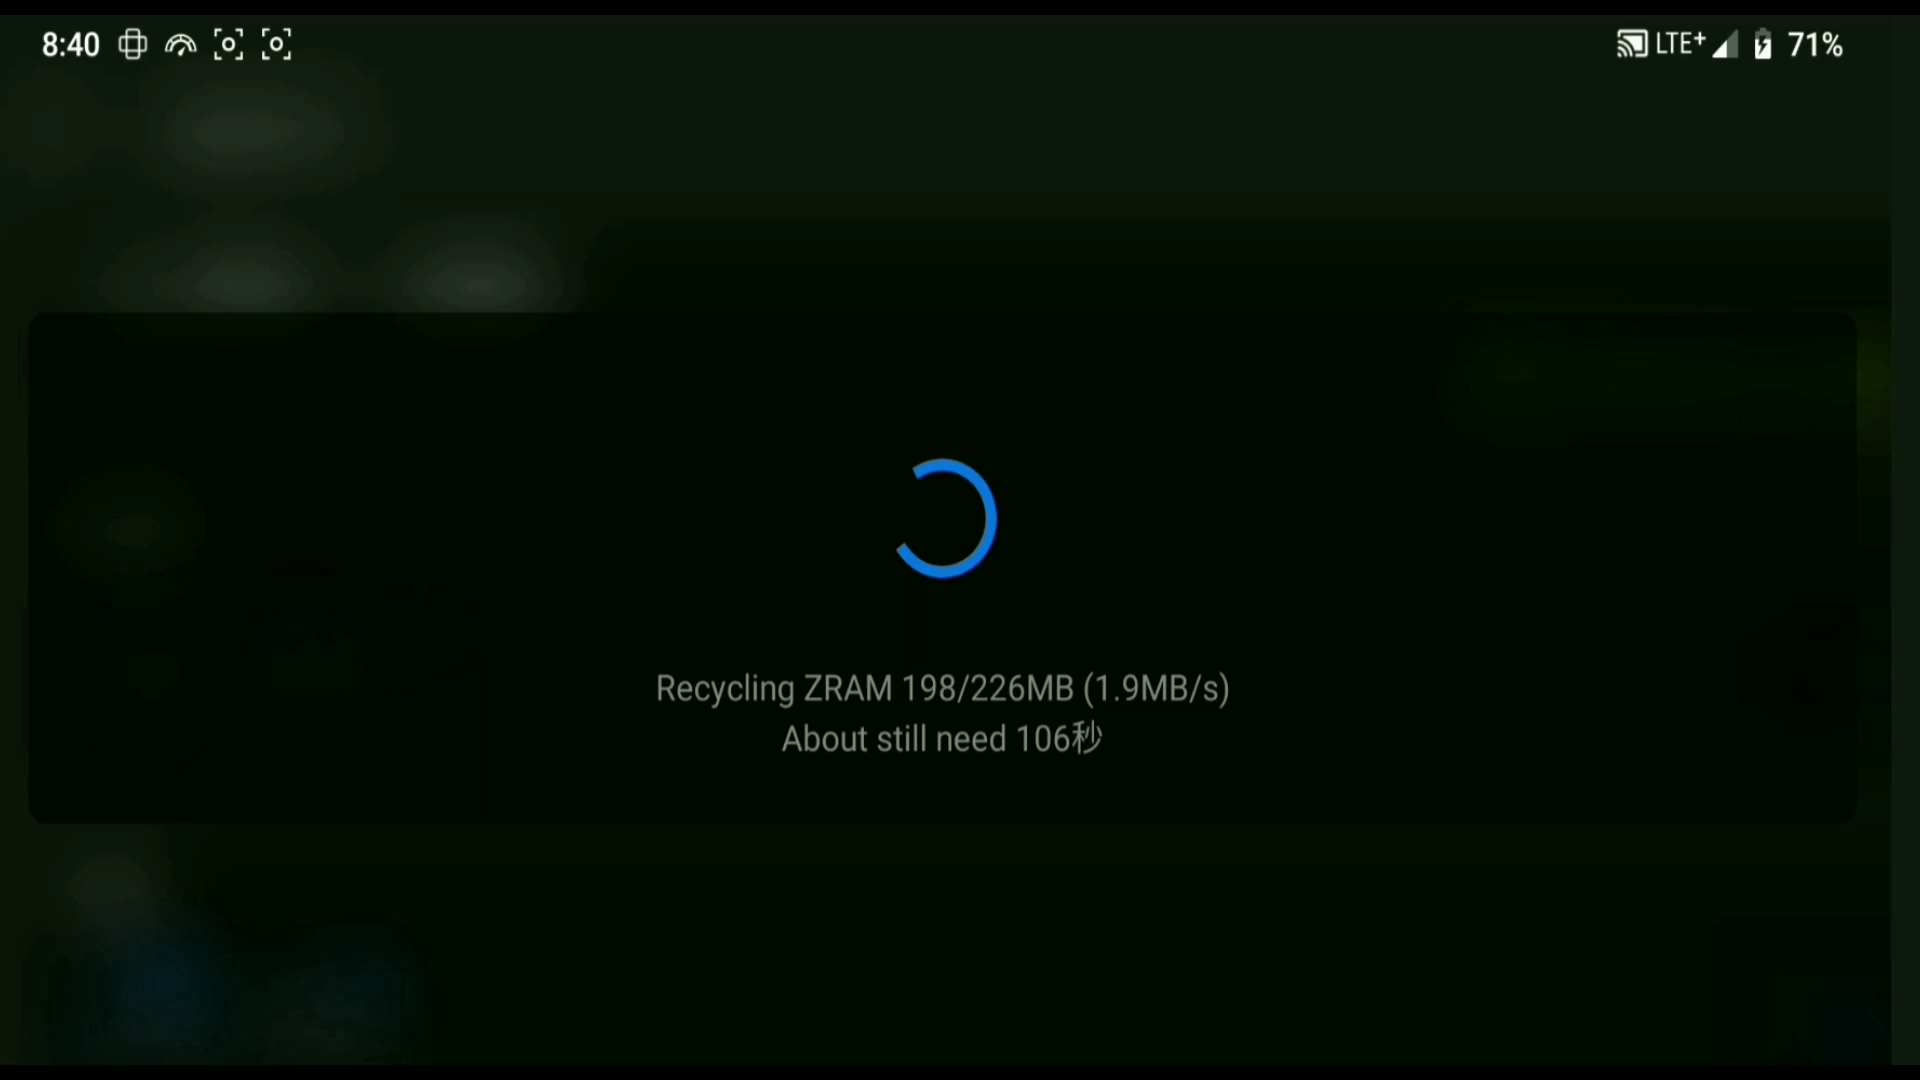 8:40 LTE+ 71%
Recycling ZRAM 198/226MB (1.9MB/s)
About still need 106秒